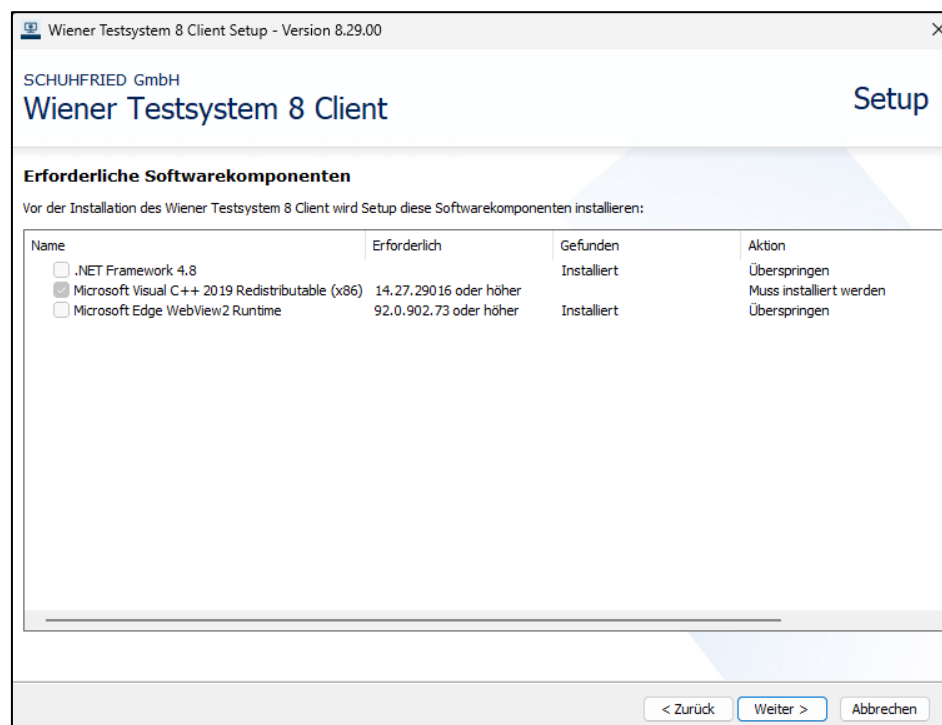 Wiener Testsystem 8 Client Setup - Version 8.29.00
SCHUHFRIED GmbH
Wiener Testsystem 8 Client
Setup
Erforderliche Softwarekomponenten
Vor der Installation des Wiener Testsystem 8 Client wird Setup diese Softwarekomponenten installieren:
Name Erforderlich Gefunden Aktion
.NET Framework 4.8 Installiert Überspringen
Microsoft Visual C++ 2019 Redistributable (x86) 14.27.29016 oder höher Muss installiert werden
Microsoft Edge WebView2 Runtime 92.0.902.73 oder höher Installiert Überspringen
< Zurück Weiter > Abbrechen